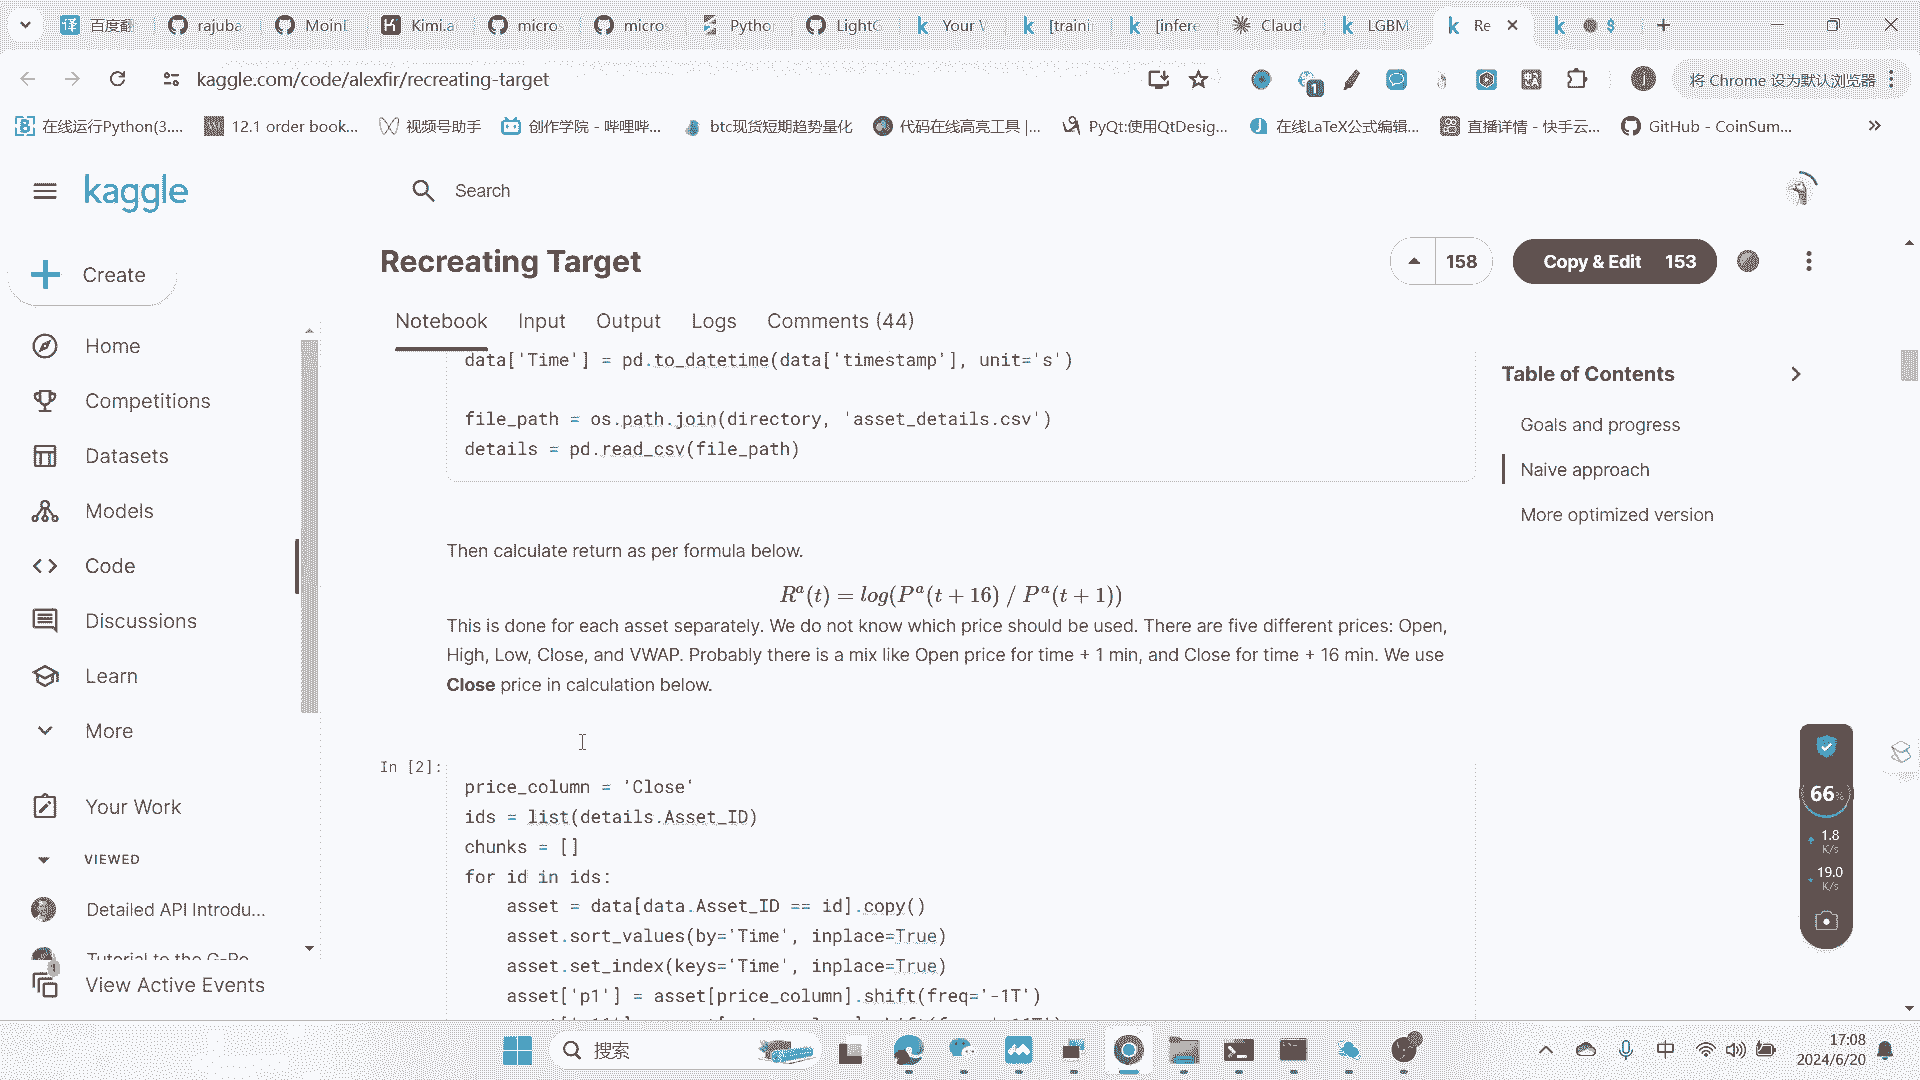 百度翻
rajuba
MoinD
Kimi.a
micros
micros
Pytho
LightG
Your W
[traini
[infere
Claude
LGBM
Re
$
kaggle.com/code/alexfir/recreating-target
1
将 Chrome 设为默认浏览器
在线运行Python(3....
12.1 order book...
视频号助手
创作学院 - 哔哩哔...
btc现货短期趋势量化
代码在线高亮工具 |...
PyQt:使用QtDesig...
在线LaTeX公式编辑...
直播详情 - 快手云...
GitHub - CoinSum...
kaggle
Search
Recreating Target
158
Copy & Edit 153
Create
Notebook
Input
Output
Logs
Comments (44)
Home
Competitions
Datasets
Models
Code
Discussions
Learn
More
Your Work
VIEWED
Detailed API Introdu...
Tutorial to the G-Re
1
View Active Events
data['Time'] = pd.to_datetime(data['timestamp'], unit='s')
file_path = os.path.join(directory, 'asset_details.csv')
details = pd.read_csv(file_path)
Then calculate return as per formula below.
Rᵃ(t) = log(Pᵃ(t + 16) / Pᵃ(t + 1))
This is done for each asset separately. We do not know which price should be used. There are five different prices: Open,
High, Low, Close, and VWAP. Probably there is a mix like Open price for time + 1 min, and Close for time + 16 min. We use
Close price in calculation below.
In [2]:
price_column = 'Close'
ids = list(details.Asset_ID)
chunks = []
for id in ids:
asset = data[data.Asset_ID == id].copy()
asset.sort_values(by='Time', inplace=True)
asset.set_index(keys='Time', inplace=True)
asset['p1'] = asset[price_column].shift(freq='-1T')
Table of Contents
Goals and progress
Naive approach
More optimized version
66%
1.8
K/s
19.0
K/s
搜索
中
17:08
2024/6/20